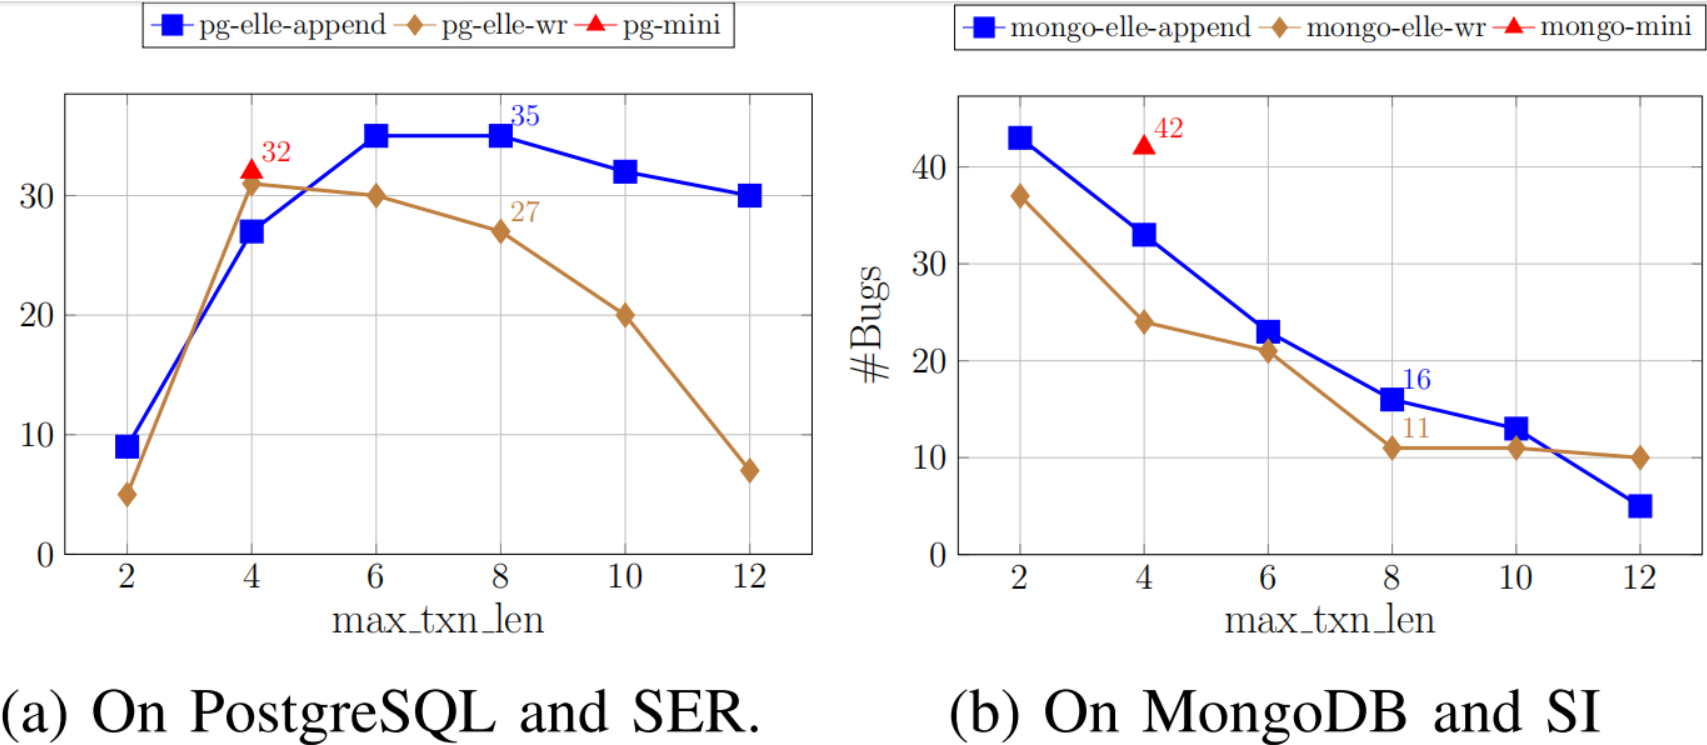 pg-elle-append pg-elle-wr pg-mini
35
32
30
27
20
10
0
2 4 6 8 10 12
max_txn_len
(a) On PostgreSQL and SER.
mongo-elle-append mongo-elle-wr mongo-mini
42
40
30
20
16
11
10
0
#Bugs
2 4 6 8 10 12
max_txn_len
(b) On MongoDB and SI